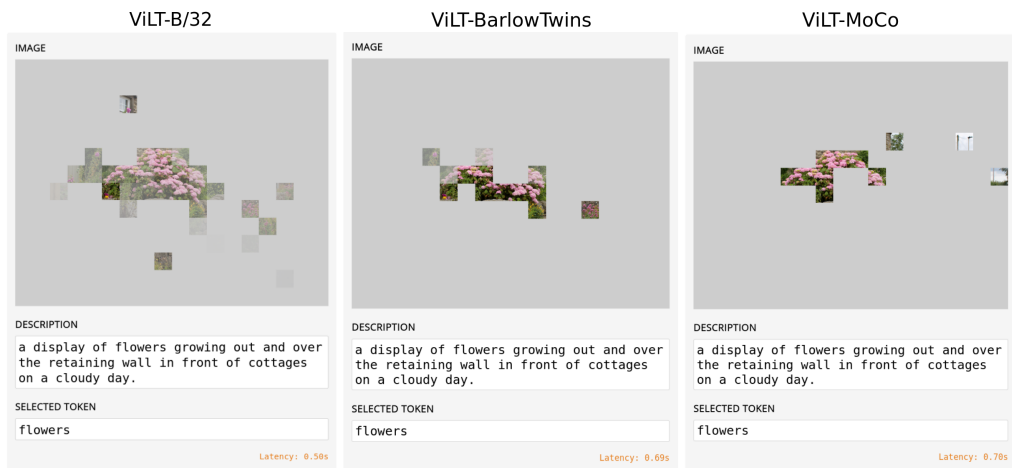 ViLT-B/32
IMAGE
DESCRIPTION
a display of flowers growing out and over
the retaining wall in front of cottages
on a cloudy day.
SELECTED TOKEN
flowers
Latency: 0.50s
ViLT-BarlowTwins
IMAGE
DESCRIPTION
a display of flowers growing out and over
the retaining wall in front of cottages
on a cloudy day.
SELECTED TOKEN
flowers
Latency: 0.69s
ViLT-MoCo
IMAGE
DESCRIPTION
a display of flowers growing out and over
the retaining wall in front of cottages
on a cloudy day.
SELECTED TOKEN
flowers
Latency: 0.70s